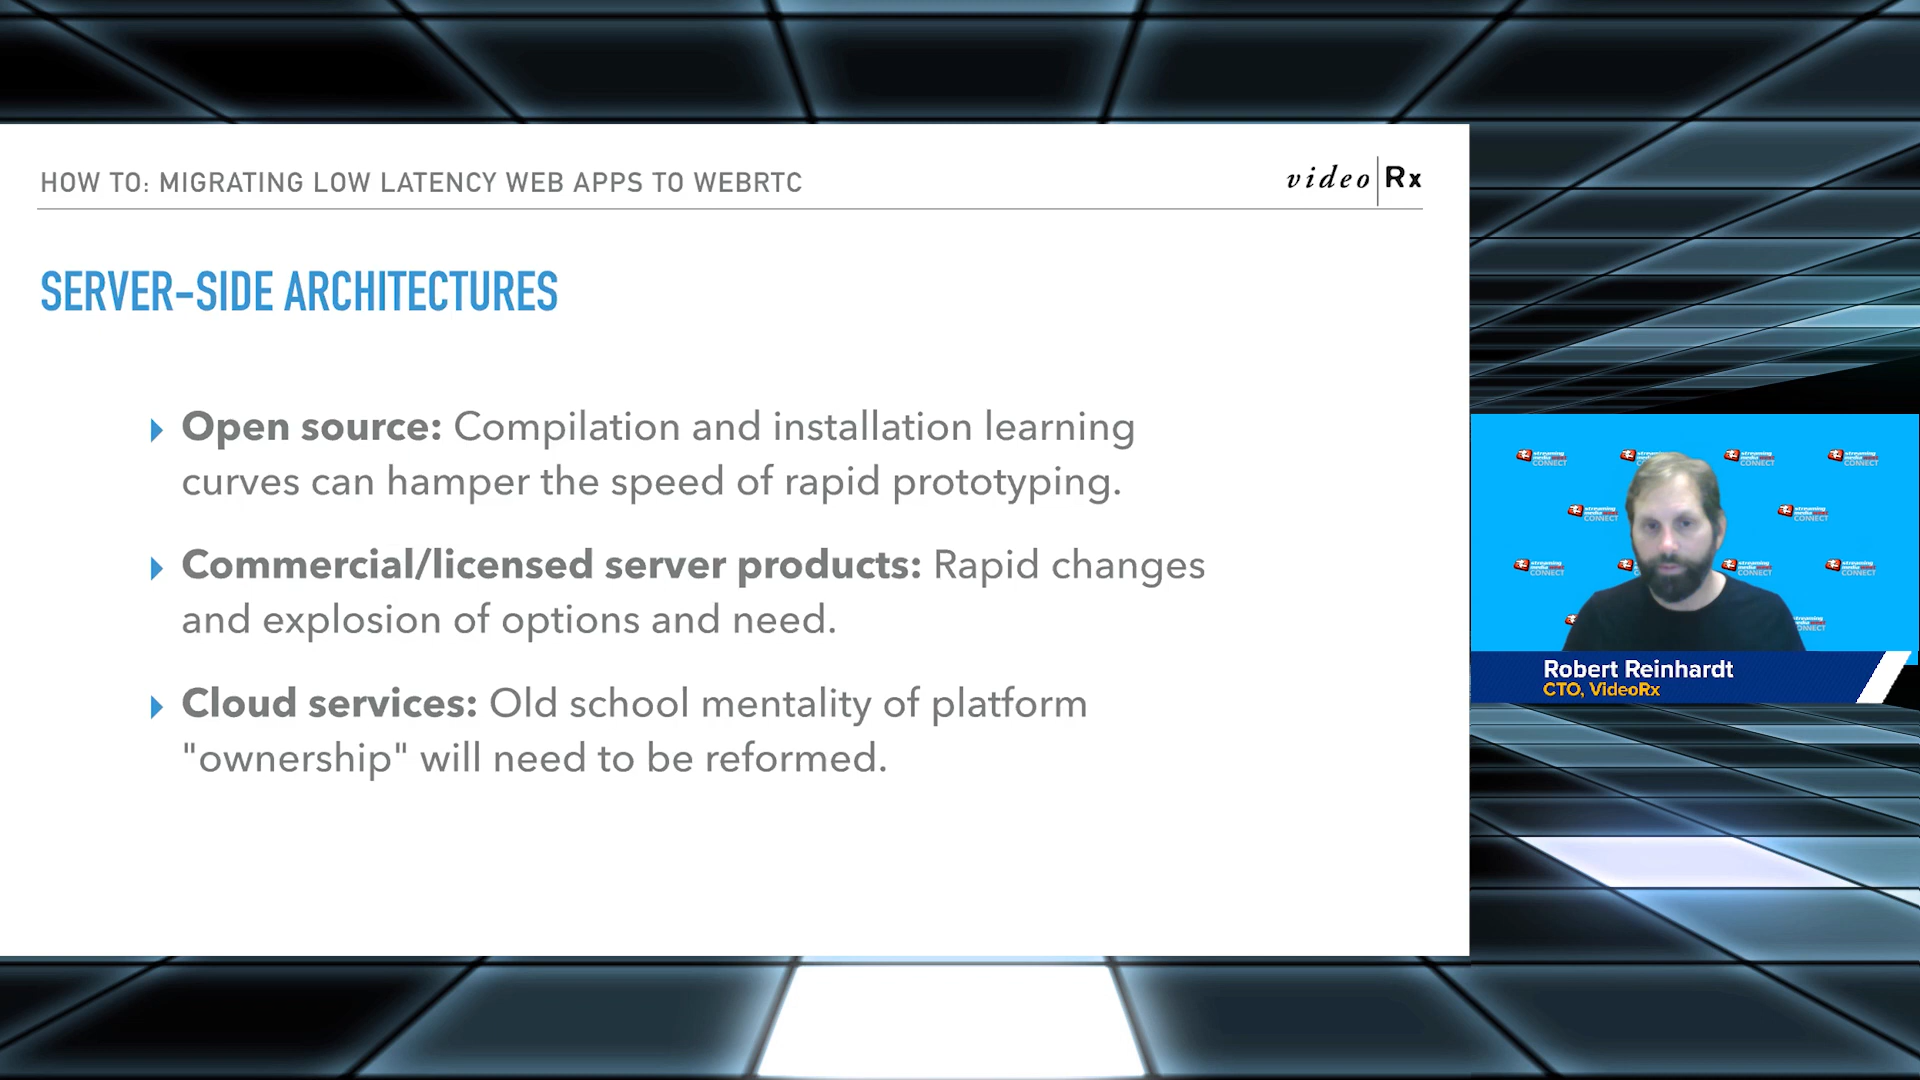 HOW TO: MIGRATING LOW LATENCY WEB APPS TO WEBRTC
video Rx
SERVER-SIDE ARCHITECTURES
Open source: Compilation and installation learning
curves can hamper the speed of rapid prototyping.
Commercial/licensed server products: Rapid changes
and explosion of options and need.
Cloud services: Old school mentality of platform
"ownership" will need to be reformed.
streaming
media
CONNECT
Robert Reinhardt
CTO, VideoRx